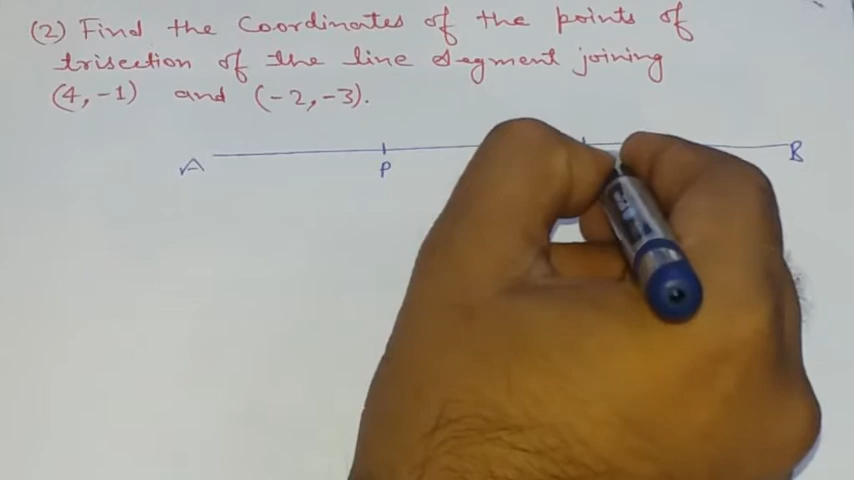 (2) Find the Coordinates of the points of
trisection of the line segment joining
(4,-1) and (-2,-3).
A P B